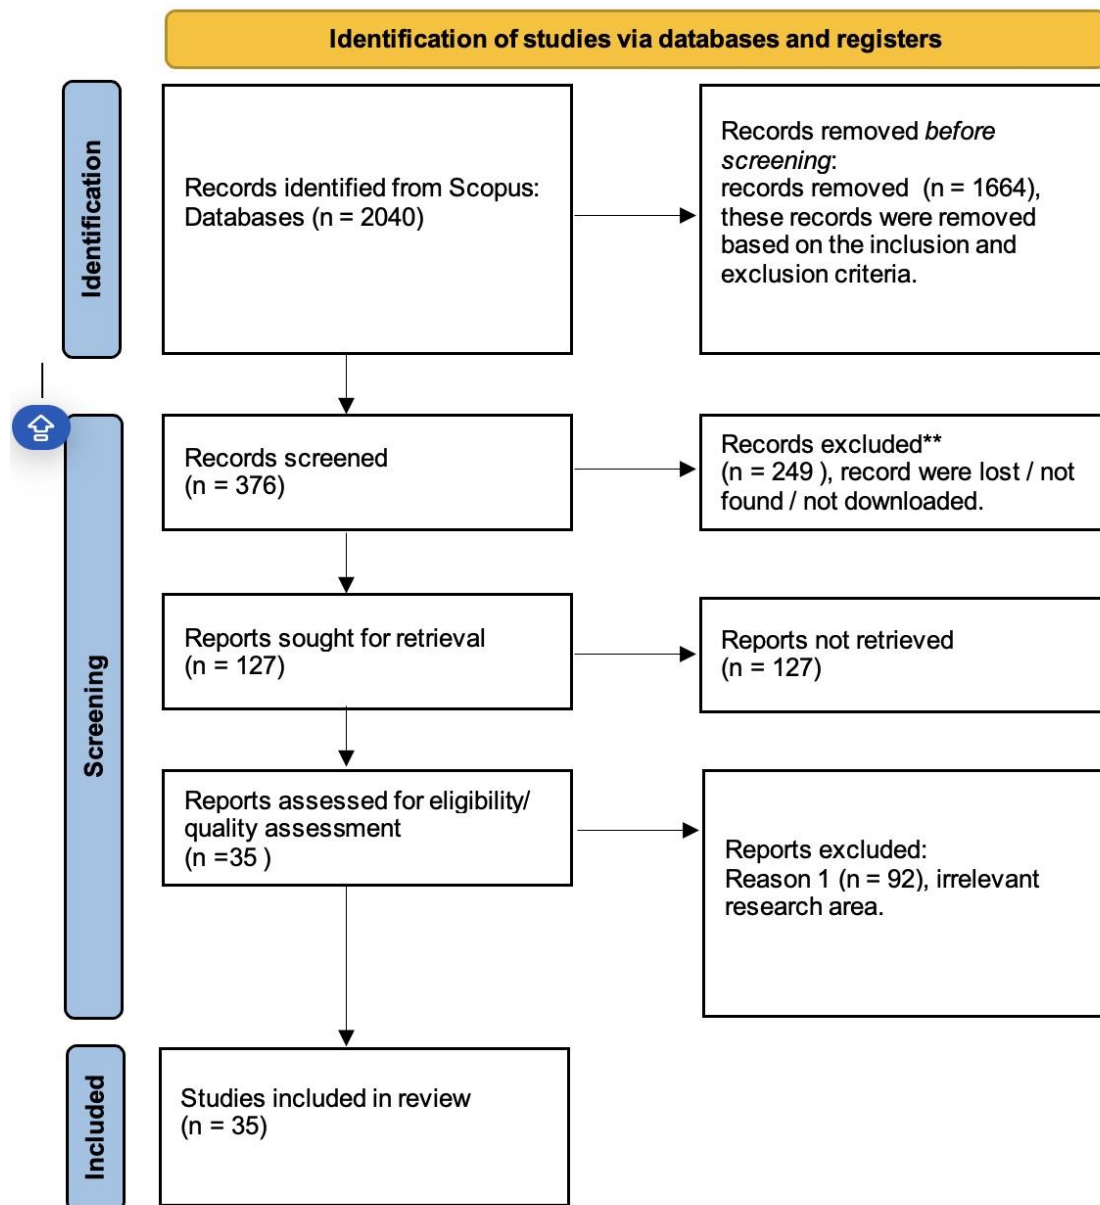 Identification of studies via databases and registers
Identification
Records identified from Scopus:
Databases (n = 2040)
Records removed before
screening:
records removed  (n = 1664),
these records were removed
based on the inclusion and
exclusion criteria.
Screening
Records screened
(n = 376)
Records excluded**
(n = 249 ), record were lost / not
found / not downloaded.
Reports sought for retrieval
(n = 127)
Reports not retrieved
(n = 127)
Reports assessed for eligibility/
quality assessment
(n =35 )
Reports excluded:
Reason 1 (n = 92), irrelevant
research area.
Included
Studies included in review
(n = 35)